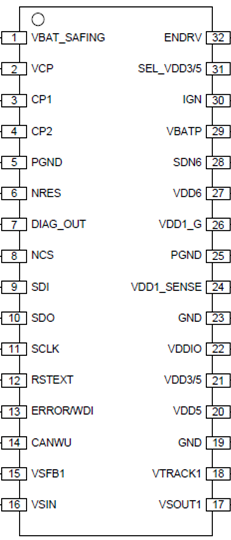 1 VBAT_SAFING ENDRV 32
2 VCP SEL_VDD3/5 31
3 CP1 IGN 30
4 CP2 VBATP 29
5 PGND SDN6 28
6 NRES VDD6 27
7 DIAG_OUT VDD1_G 26
8 NCS PGND 25
9 SDI VDD1_SENSE 24
10 SDO GND 23
11 SCLK VDDIO 22
12 RSTEXT VDD3/5 21
13 ERROR/WDI VDD5 20
14 CANWU GND 19
15 VSFB1 VTRACK1 18
16 VSIN VSOUT1 17